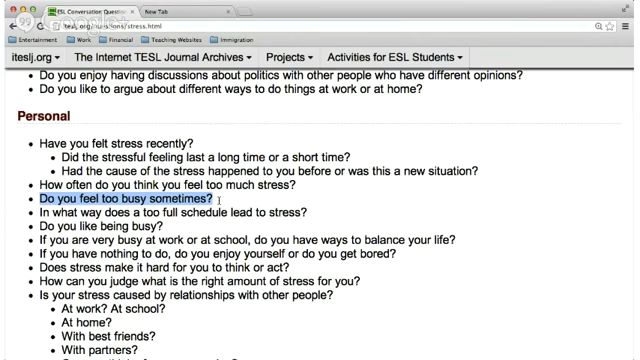 ESL Conversation Questions
New Tab
teslj.org/questions/stress.html
Google+
Entertainment Work Financial Teaching Websites Immigration
iteslj.org The Internet TESL Journal Archives Projects Activities for ESL Students
Do you enjoy having discussions about politics with other people who have different opinions?
Do you like to argue about different ways to do things at work or at home?
Personal
Have you felt stress recently?
Did the stressful feeling last a long time or a short time?
Had the cause of the stress happened to you before or was this a new situation?
How often do you think you feel too much stress?
Do you feel too busy sometimes?
In what way does a too full schedule lead to stress?
Do you like being busy?
If you are very busy at work or at school, do you have ways to balance your life?
If you have nothing to do, do you enjoy yourself or do you get bored?
Does stress make it hard for you to think or act?
How can you judge what is the right amount of stress for you?
Is your stress caused by relationships with other people?
At work? At school?
At home?
With best friends?
With partners?